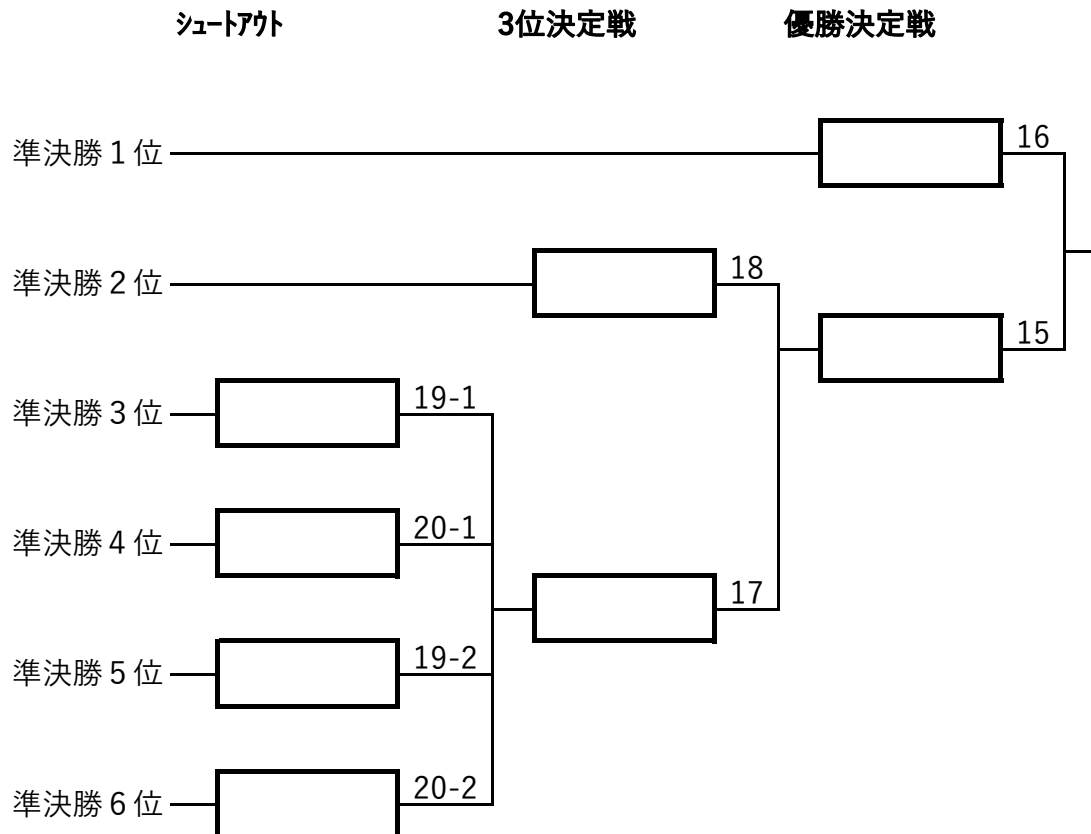 ｼｭｰﾄｱｳﾄ 3位決定戦 優勝決定戦
準決勝 1 位 16
準決勝 2 位 18
15
準決勝 3 位 19-1
準決勝 4 位 20-1
17
準決勝 5 位 19-2
準決勝 6 位 20-2